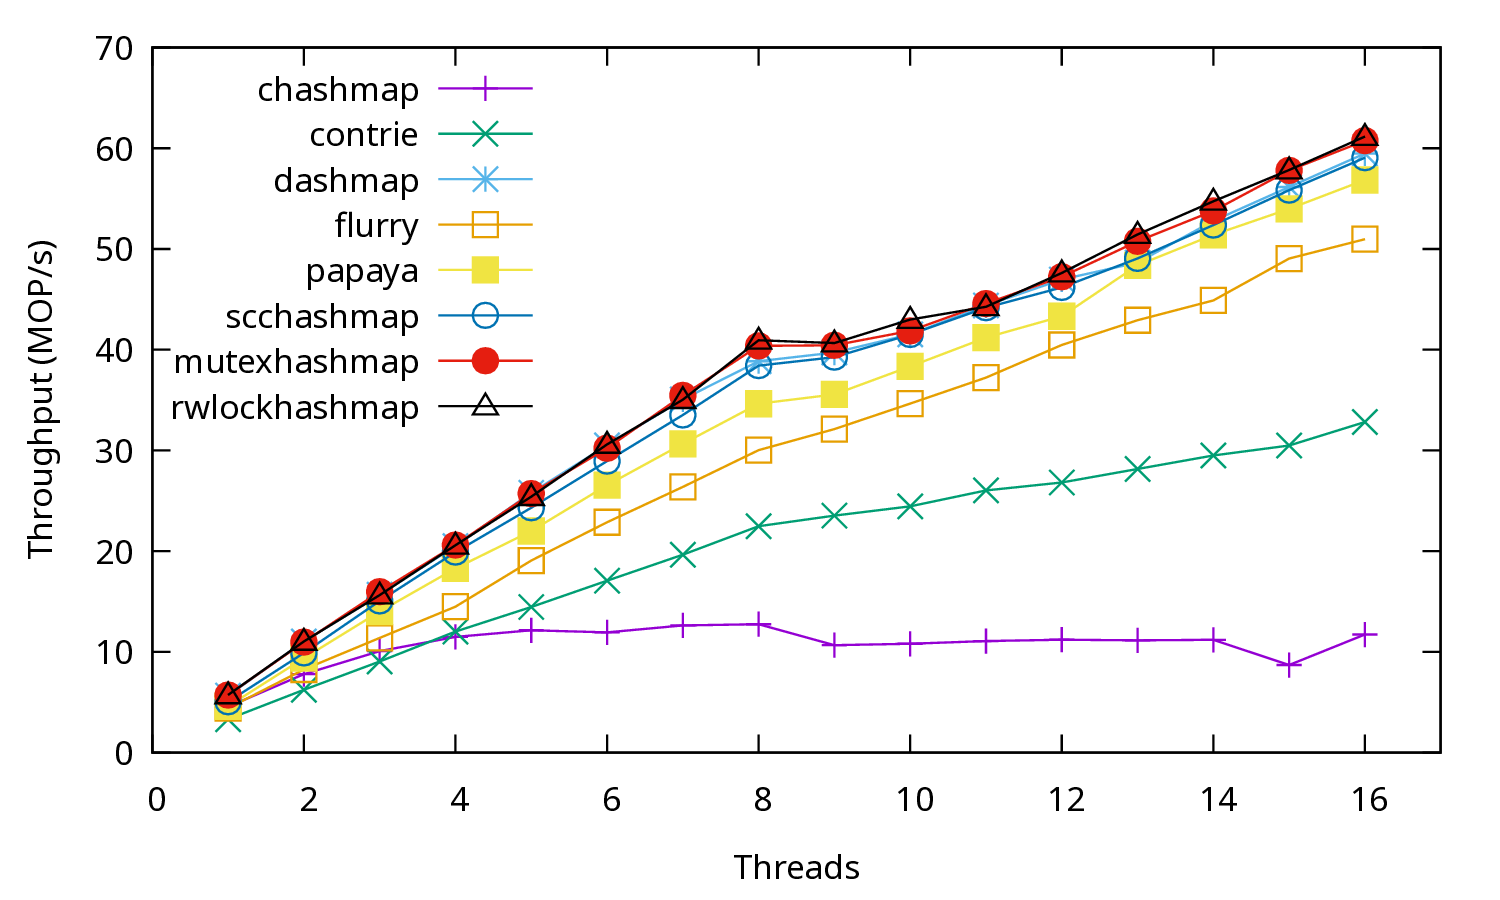 70
60
50
40
30
20
10
0
Throughput (MOP/s)
chashmap
contrie
dashmap
flurry
papaya
scchashmap
mutexhashmap
rwlockhashmap
0 2 4 6 8 10 12 14 16
Threads